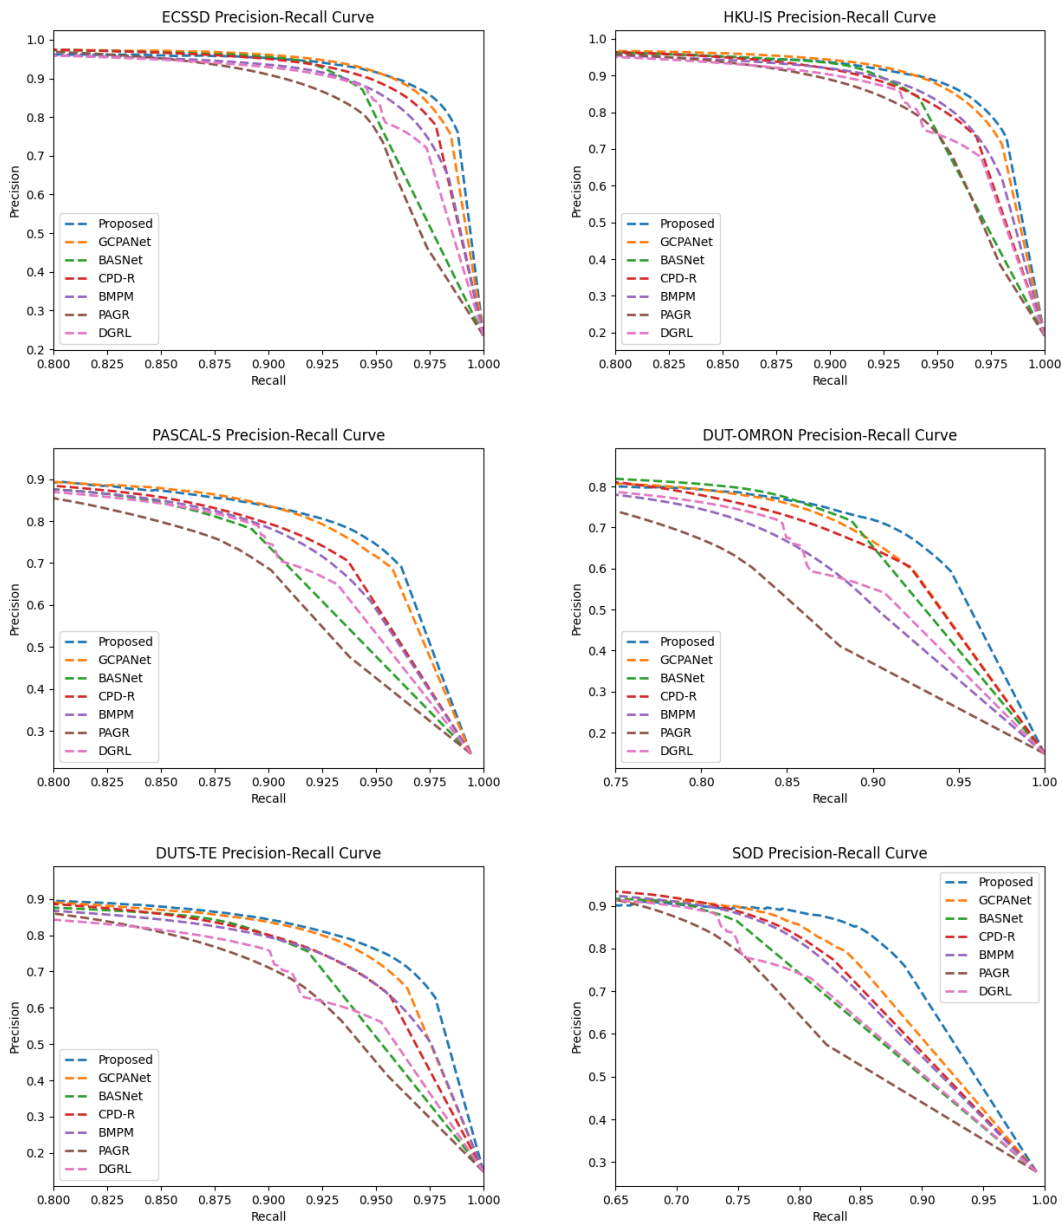 ECSSD Precision-Recall Curve
1.0
0.9
0.8
0.7
0.6
0.5
0.4
0.3
0.2
Precision
Proposed
GCPANet
BASNet
CPD-R
BMPM
PAGR
DGRL
0.800 0.825 0.850 0.875 0.900 0.925 0.950 0.975 1.000
Recall
HKU-IS Precision-Recall Curve
1.0
0.9
0.8
0.7
0.6
0.5
0.4
0.3
0.2
Precision
Proposed
GCPANet
BASNet
CPD-R
BMPM
PAGR
DGRL
0.800 0.825 0.850 0.875 0.900 0.925 0.950 0.975 1.000
Recall
PASCAL-S Precision-Recall Curve
0.9
0.8
0.7
0.6
0.5
0.4
0.3
Precision
Proposed
GCPANet
BASNet
CPD-R
BMPM
PAGR
DGRL
0.800 0.825 0.850 0.875 0.900 0.925 0.950 0.975 1.000
Recall
DUT-OMRON Precision-Recall Curve
0.8
0.7
0.6
0.5
0.4
0.3
0.2
Precision
Proposed
GCPANet
BASNet
CPD-R
BMPM
PAGR
DGRL
0.75 0.80 0.85 0.90 0.95 1.00
Recall
DUTS-TE Precision-Recall Curve
0.9
0.8
0.7
0.6
0.5
0.4
0.3
0.2
Precision
Proposed
GCPANet
BASNet
CPD-R
BMPM
PAGR
DGRL
0.800 0.825 0.850 0.875 0.900 0.925 0.950 0.975 1.000
Recall
SOD Precision-Recall Curve
0.9
0.8
0.7
0.6
0.5
0.4
0.3
Precision
Proposed
GCPANet
BASNet
CPD-R
BMPM
PAGR
DGRL
0.65 0.70 0.75 0.80 0.85 0.90 0.95 1.00
Recall